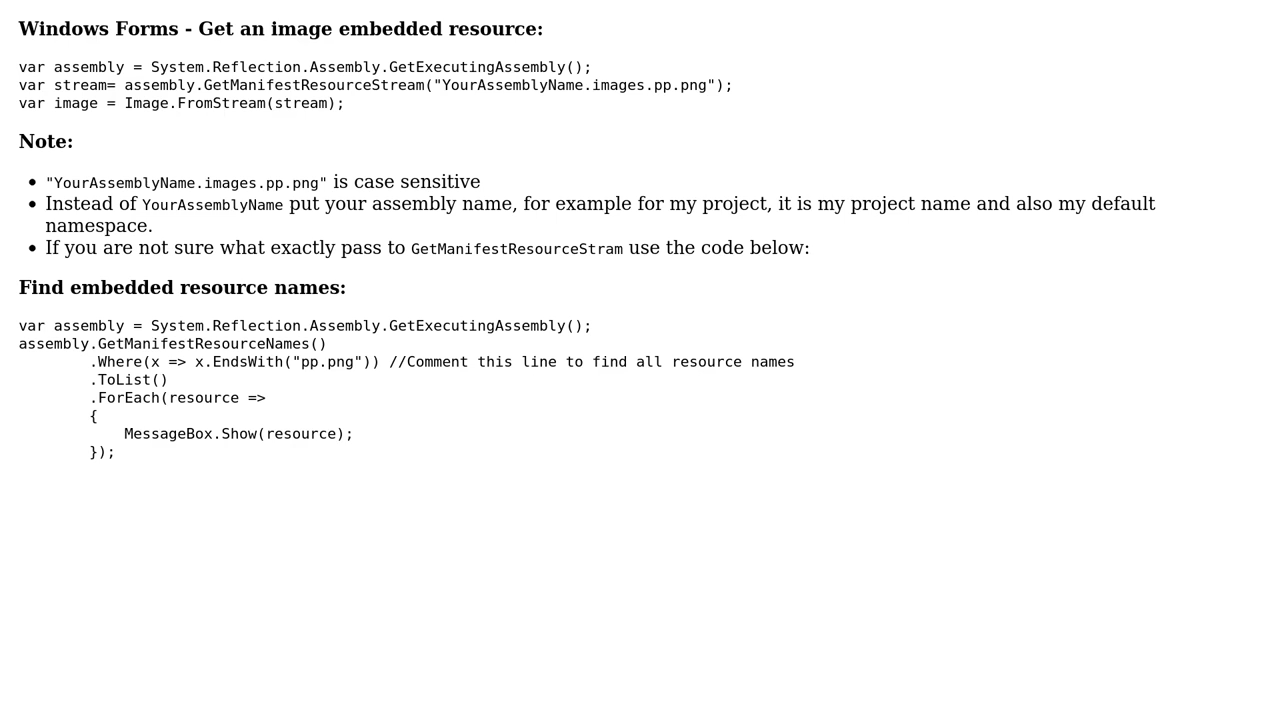 Windows Forms - Get an image embedded resource:
var assembly = System.Reflection.Assembly.GetExecutingAssembly();
var stream= assembly.GetManifestResourceStream("YourAssemblyName.images.pp.png");
var image = Image.FromStream(stream);
Note:
• "YourAssemblyName.images.pp.png" is case sensitive
• Instead of YourAssemblyName put your assembly name, for example for my project, it is my project name and also my default
namespace.
• If you are not sure what exactly pass to GetManifestResourceStram use the code below:
Find embedded resource names:
var assembly = System.Reflection.Assembly.GetExecutingAssembly();
assembly.GetManifestResourceNames()
        .Where(x => x.EndsWith("pp.png")) //Comment this line to find all resource names
        .ToList()
        .ForEach(resource =>
        {
            MessageBox.Show(resource);
        });